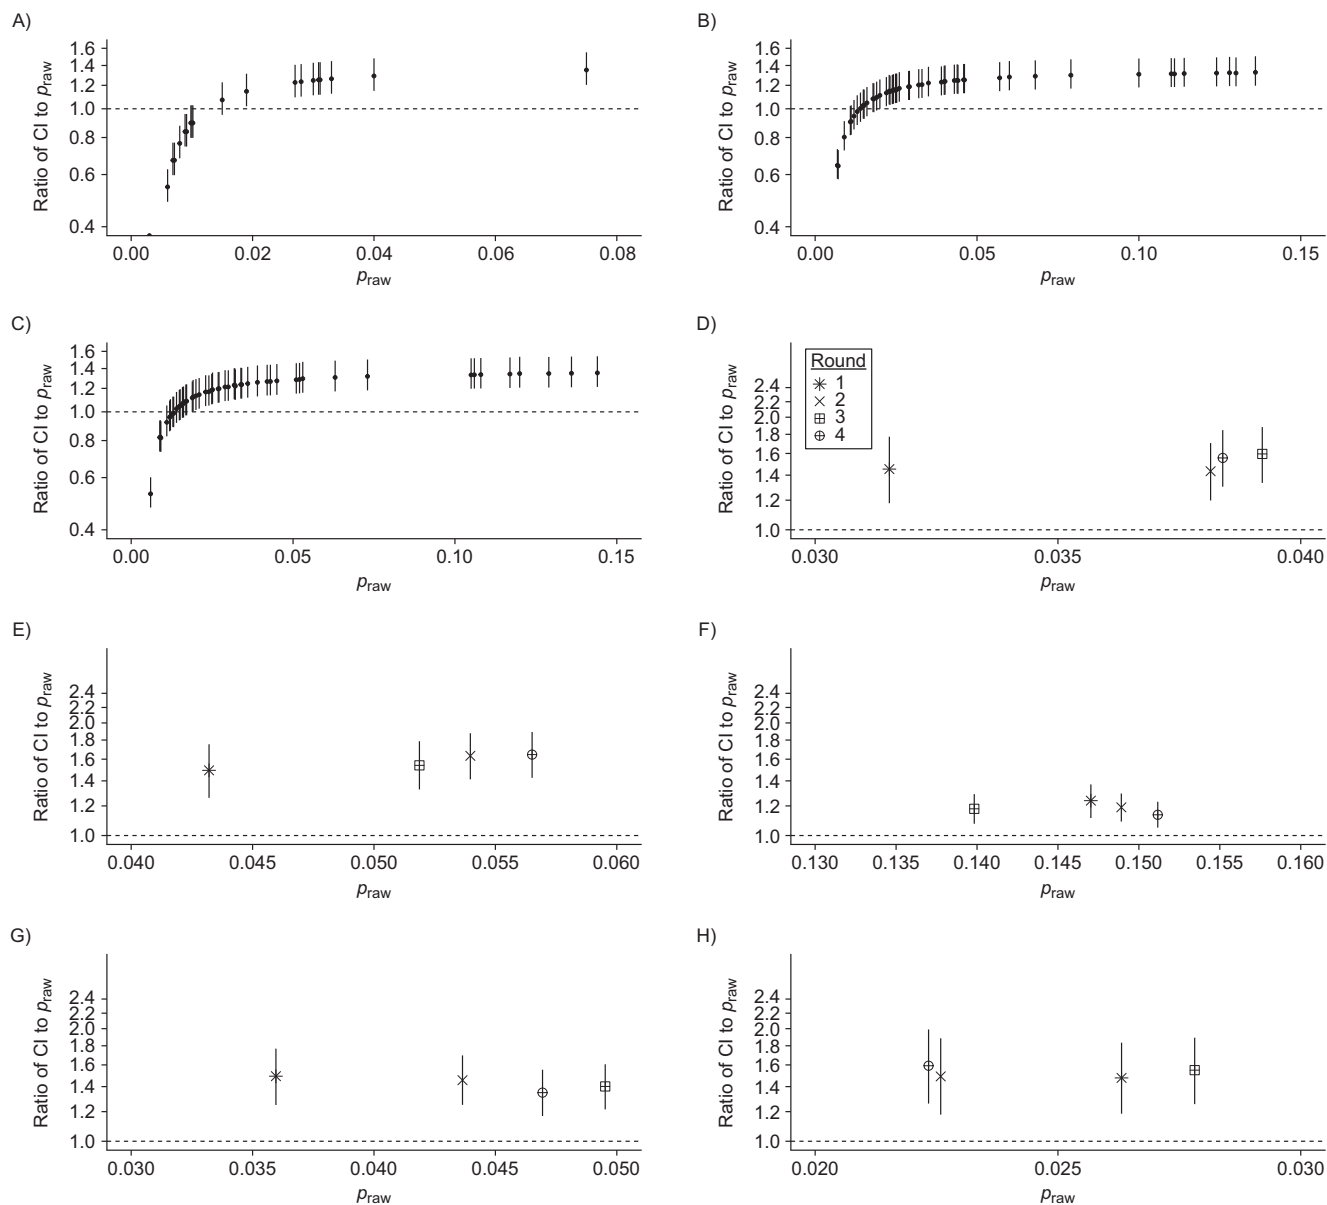 A)
Ratio of CI to praw
1.6
1.4
1.2
1.0
0.8
0.6
0.4
0.00 0.02 0.04 0.06 0.08
praw
B)
Ratio of CI to praw
1.6
1.4
1.2
1.0
0.8
0.6
0.4
0.00 0.05 0.10 0.15
praw
C)
Ratio of CI to praw
1.6
1.4
1.2
1.0
0.8
0.6
0.4
0.00 0.05 0.10 0.15
praw
D)
Ratio of CI to praw
2.4
2.2
2.0
1.8
1.6
1.4
1.2
1.0
Round
1
2
3
4
0.030 0.035 0.040
praw
E)
Ratio of CI to praw
2.4
2.2
2.0
1.8
1.6
1.4
1.2
1.0
0.040 0.045 0.050 0.055 0.060
praw
F)
Ratio of CI to praw
2.4
2.2
2.0
1.8
1.6
1.4
1.2
1.0
0.130 0.135 0.140 0.145 0.150 0.155 0.160
praw
G)
Ratio of CI to praw
2.4
2.2
2.0
1.8
1.6
1.4
1.2
1.0
0.030 0.035 0.040 0.045 0.050
praw
H)
Ratio of CI to praw
2.4
2.2
2.0
1.8
1.6
1.4
1.2
1.0
0.020 0.025 0.030
praw